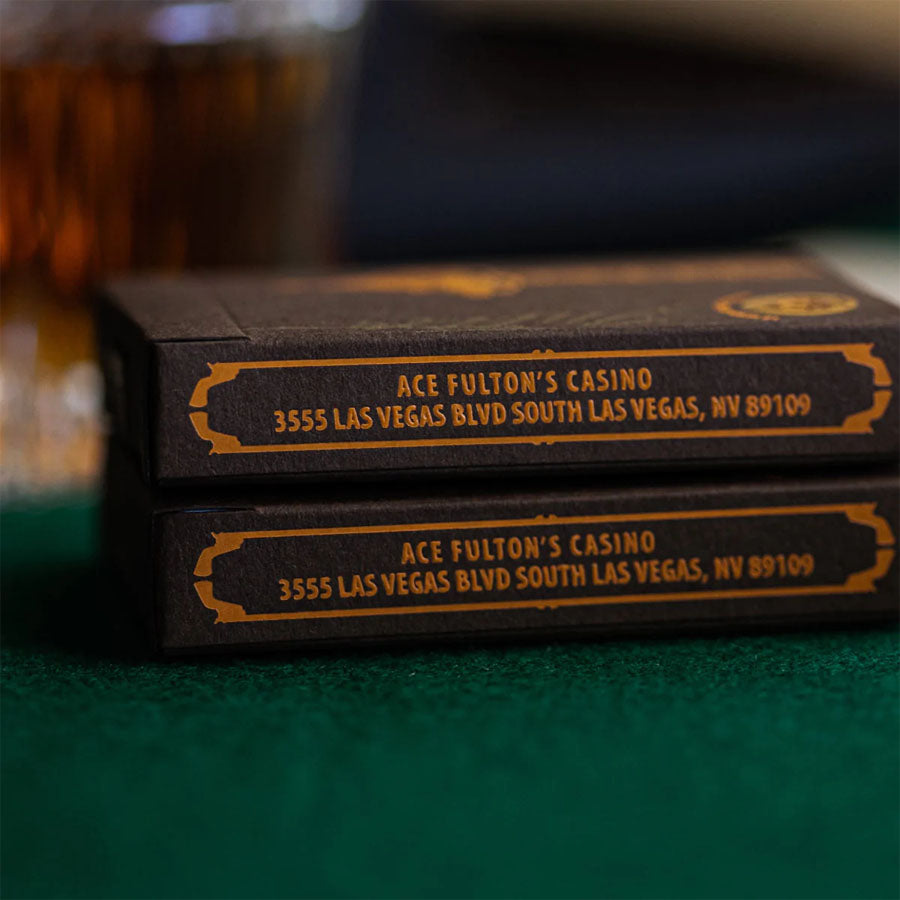 ACE FULTON'S CASINO
3555 LAS VEGAS BLVD SOUTH LAS VEGAS, NV 89109
ACE FULTON'S CASINO
3555 LAS VEGAS BLVD SOUTH LAS VEGAS, NV 89109